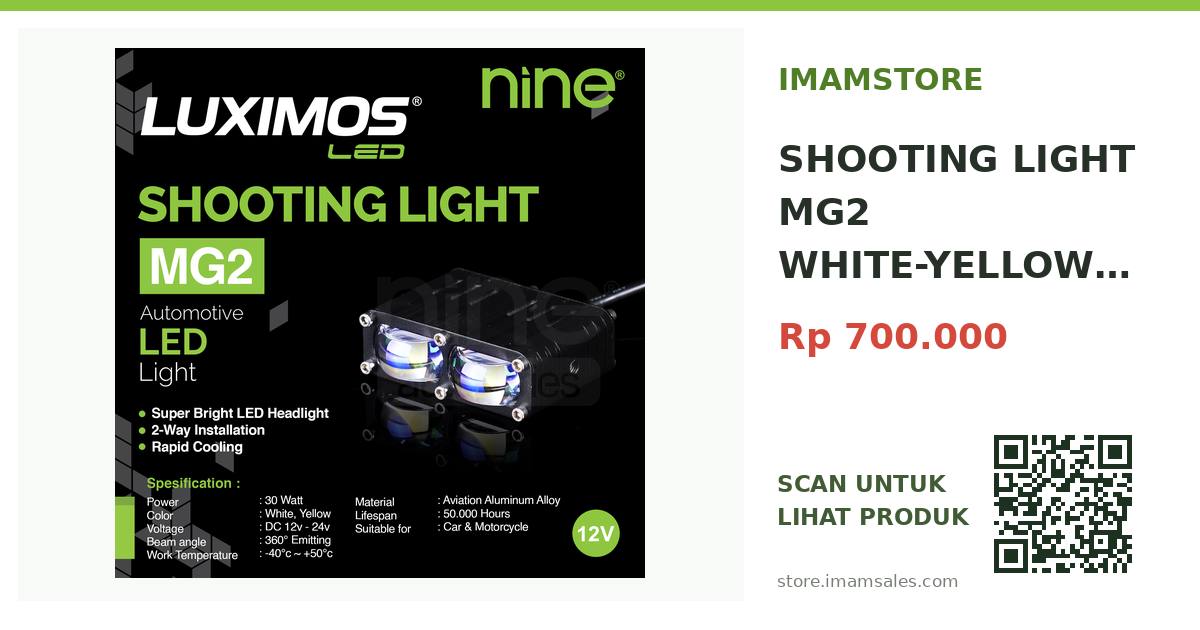 nine®
LUXIMOS®
LED
SHOOTING LIGHT
MG2
Automotive
LED
Light
Super Bright LED Headlight
2-Way Installation
Rapid Cooling
Spesification :
Power : 30 Watt
Color : White, Yellow
Voltage : DC 12v - 24v
Beam angle : 360° Emitting
Work Temperature : -40°c ~ +50°c
Material : Aviation Aluminum Alloy
Lifespan : 50.000 Hours
Suitable for : Car & Motorcycle
12V
nine®
IMAMSTORE
SHOOTING LIGHT
MG2
WHITE-YELLOW...
Rp 700.000
SCAN UNTUK
LIHAT PRODUK
store.imamsales.com